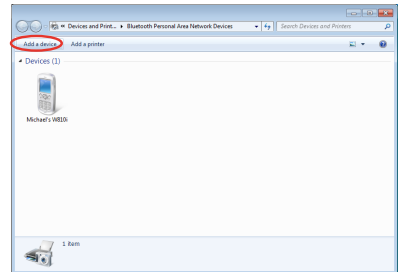 « Devices and Print... ▸ Bluetooth Personal Area Network Devices
Search Devices and Printers
Add a device Add a printer
Devices (1)
Michael's W810i
1 item